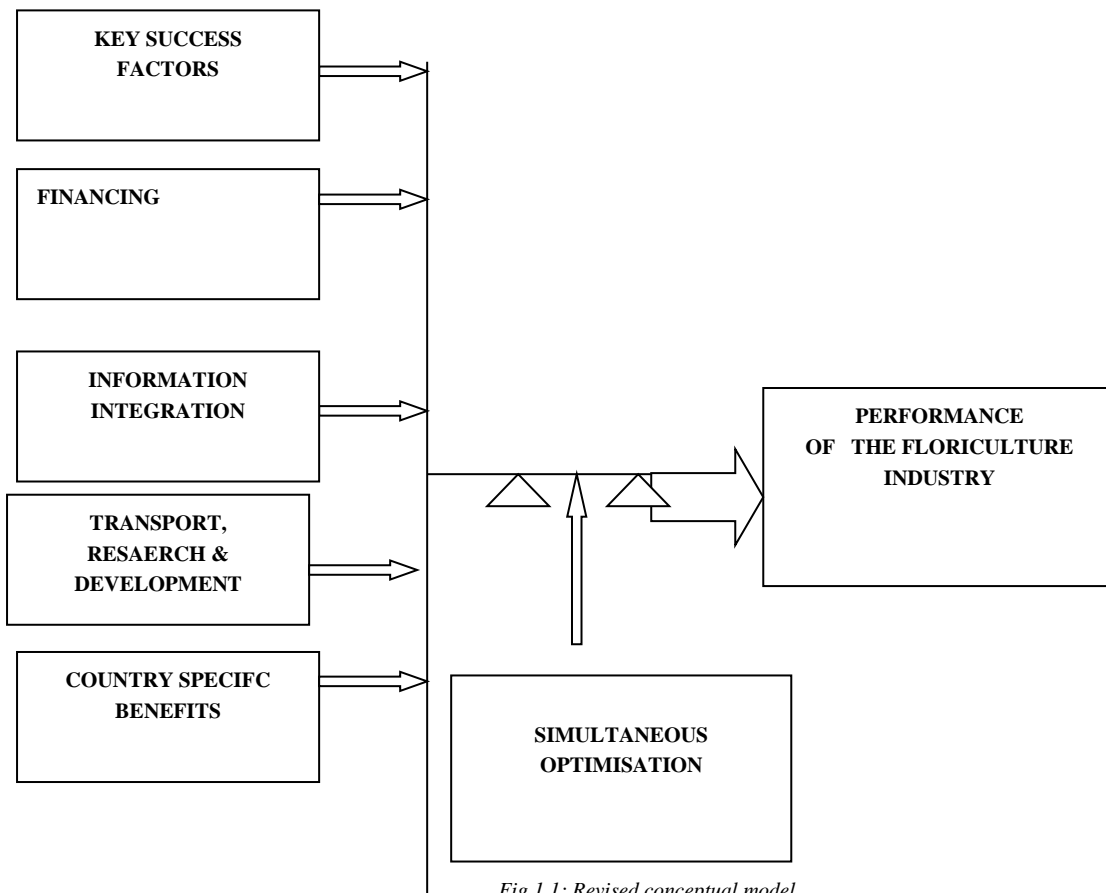 KEY SUCCESS
FACTORS
FINANCING
INFORMATION
INTEGRATION
TRANSPORT,
RESAERCH &
DEVELOPMENT
COUNTRY SPECIFC
BENEFITS
SIMULTANEOUS
OPTIMISATION
PERFORMANCE
OF THE FLORICULTURE
INDUSTRY
Fig 1.1: Revised conceptual model